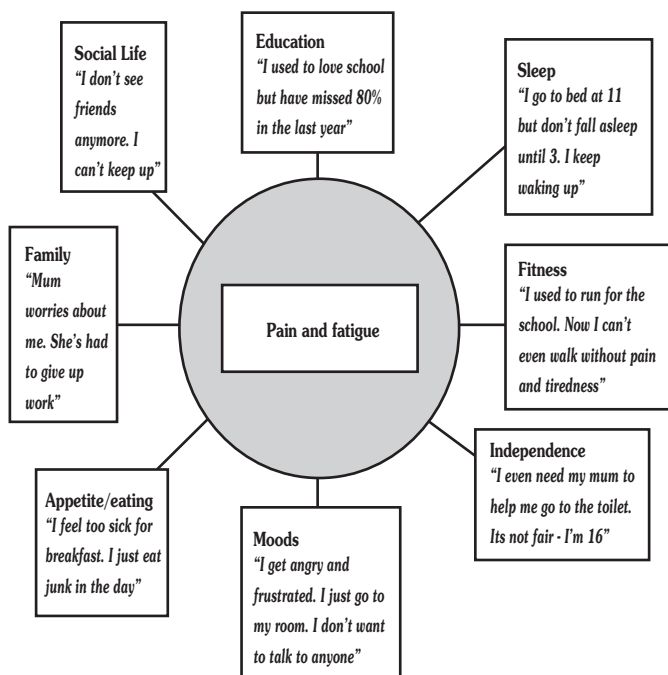 Social Life
“I don't see
friends
anymore. I
can't keep up”
Education
“I used to love school
but have missed 80%
in the last year”
Sleep
“I go to bed at 11
but don't fall asleep
until 3. I keep
waking up”
Family
“Mum
worries about
me. She's had
to give up
work”
Pain and fatigue
Fitness
“I used to run for the
school. Now I can't
even walk without pain
and tiredness”
Appetite/eating
“I feel too sick for
breakfast. I just eat
junk in the day”
Moods
“I get angry and
frustrated. I just go to
my room. I don't want
to talk to anyone”
Independence
“I even need my mum to
help me go to the toilet.
Its not fair - I'm 16”